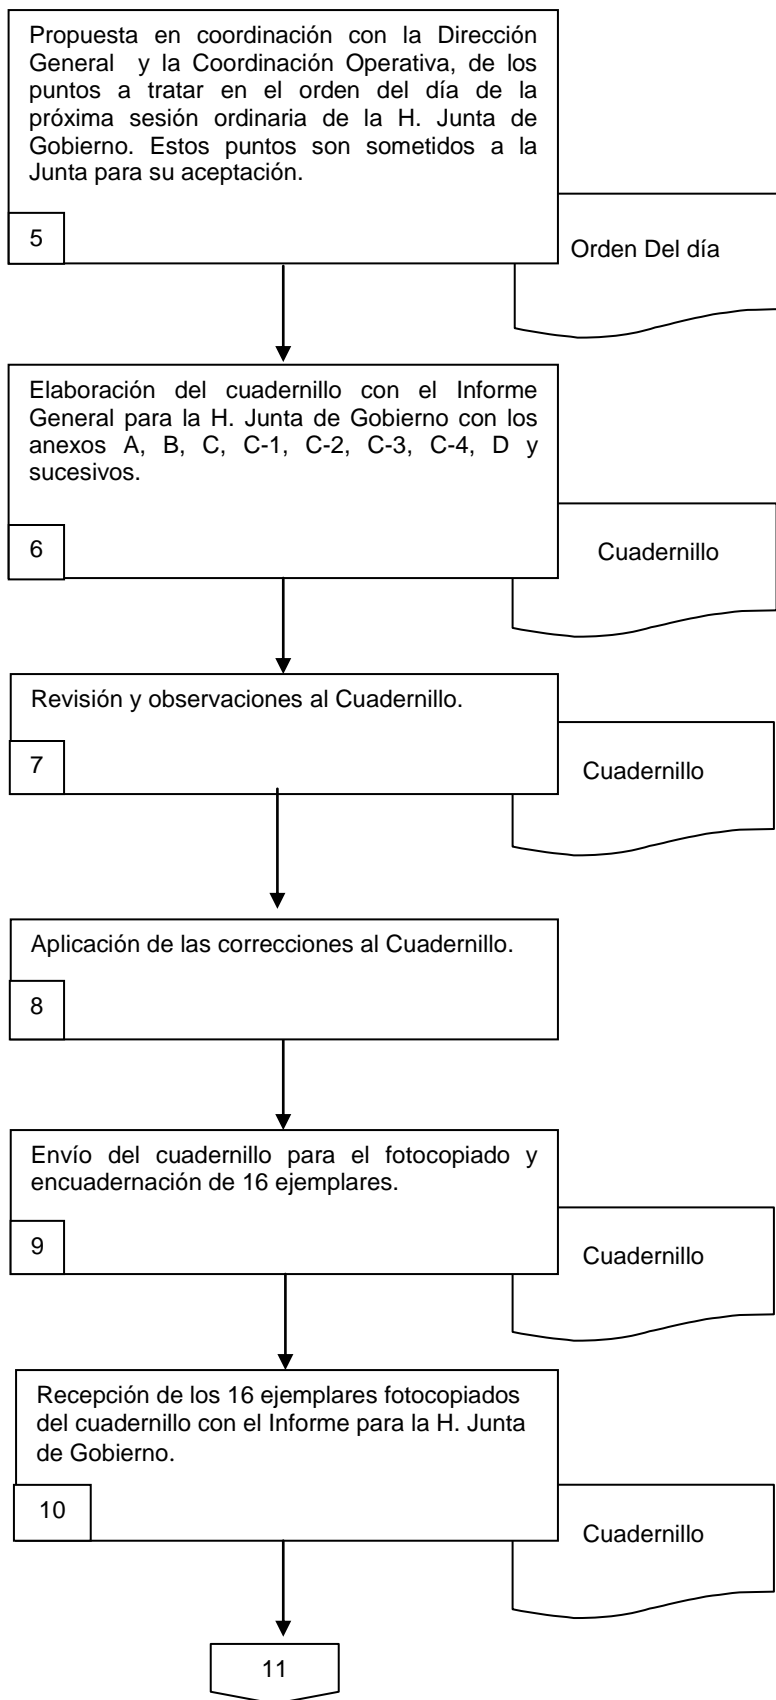 Propuesta en coordinación con la Dirección
General y la Coordinación Operativa, de los
puntos a tratar en el orden del día de la
próxima sesión ordinaria de la H. Junta de
Gobierno. Estos puntos son sometidos a la
Junta para su aceptación.
5
Orden Del día
Elaboración del cuadernillo con el Informe
General para la H. Junta de Gobierno con los
anexos A, B, C, C-1, C-2, C-3, C-4, D y
sucesivos.
6
Cuadernillo
Revisión y observaciones al Cuadernillo.
7
Cuadernillo
Aplicación de las correcciones al Cuadernillo.
8
Envío del cuadernillo para el fotocopiado y
encuadernación de 16 ejemplares.
9
Cuadernillo
Recepción de los 16 ejemplares fotocopiados
del cuadernillo con el Informe para la H. Junta
de Gobierno.
10
Cuadernillo
11